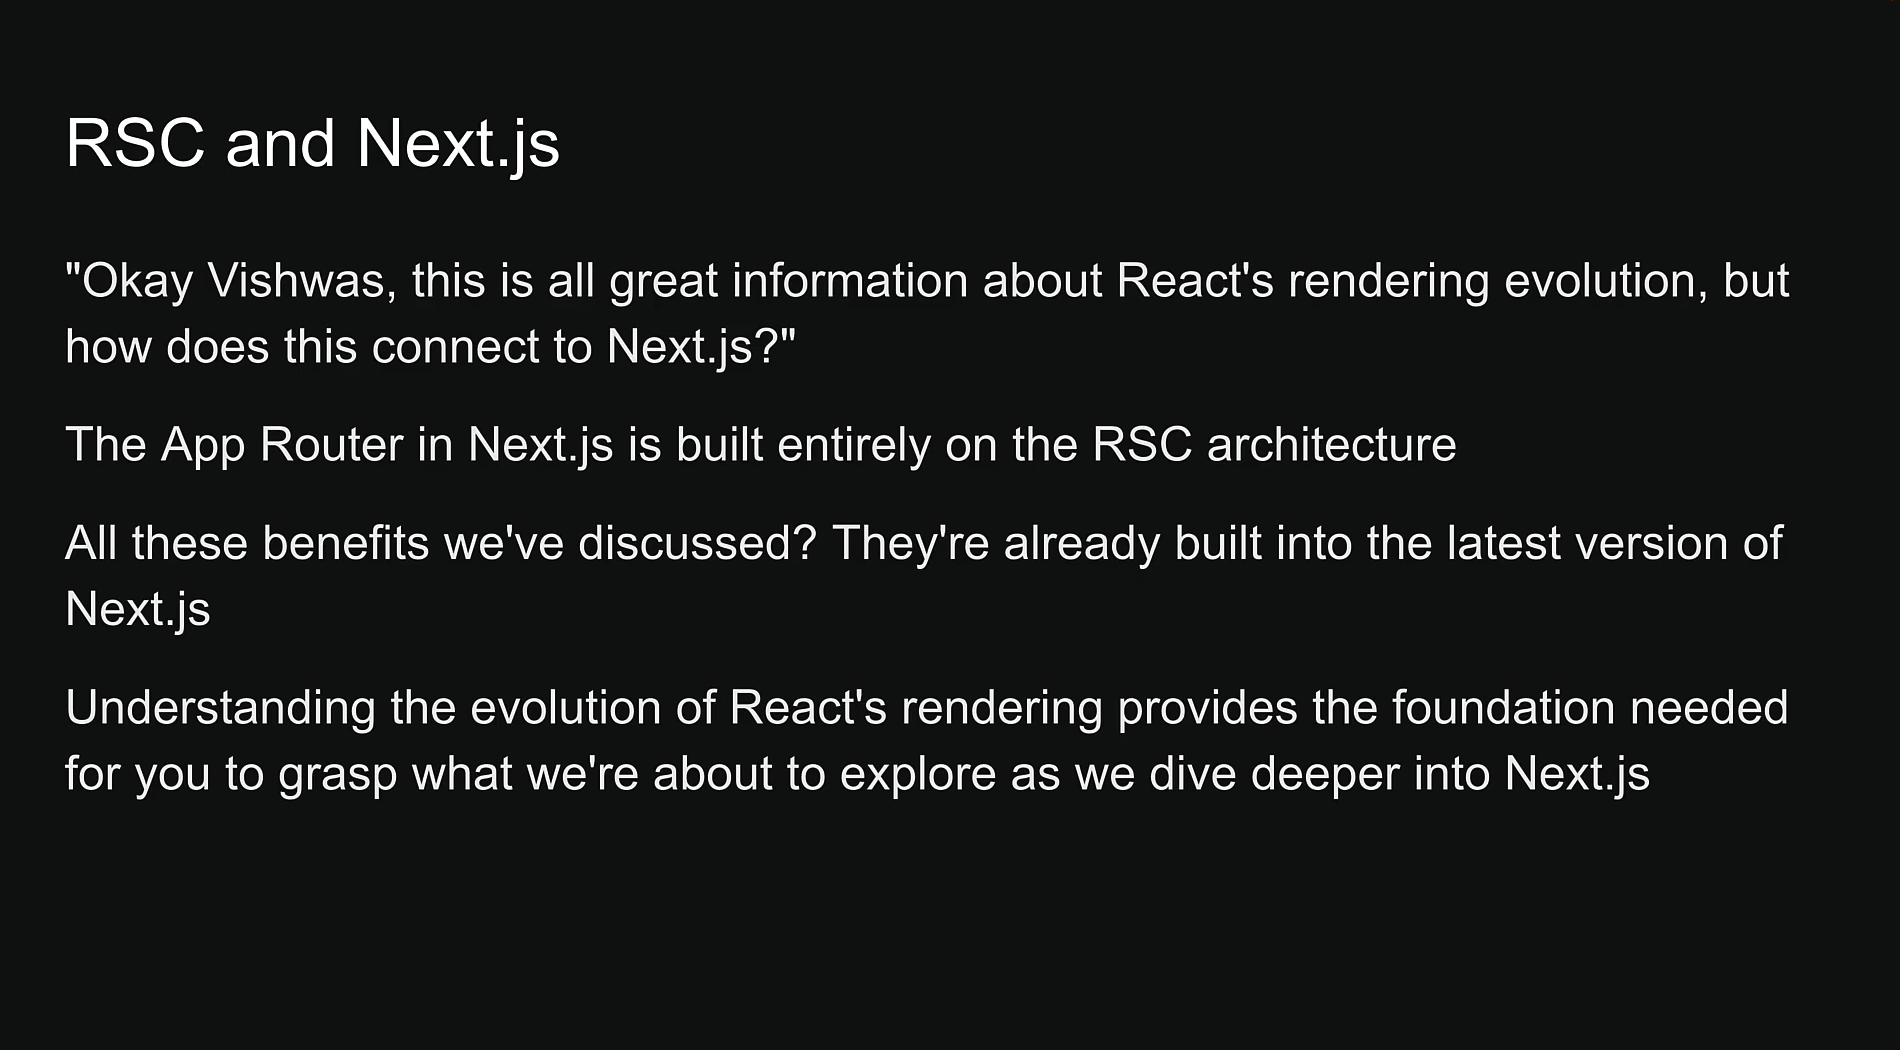 RSC and Next.js
"Okay Vishwas, this is all great information about React's rendering evolution, but
how does this connect to Next.js?"
The App Router in Next.js is built entirely on the RSC architecture
All these benefits we've discussed? They're already built into the latest version of
Next.js
Understanding the evolution of React's rendering provides the foundation needed
for you to grasp what we're about to explore as we dive deeper into Next.js